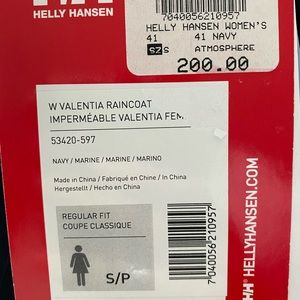 HELLY HANSEN
7040056210957
HELLY HANSEN WOMEN'S
41 41 NAVY
SZ S ATMOSPHERE
200.00
W VALENTIA RAINCOAT
IMPERMÉABLE VALENTIA FEM.
53420-597
NAVY / MARINE / MARINE / MARINO
Made in China / Fabriqué en Chine / In China
Hergestellt / Hecho en China
REGULAR FIT
COUPE CLASSIQUE
S/P
7040056210957
HH® HELLYHANSEN.COM